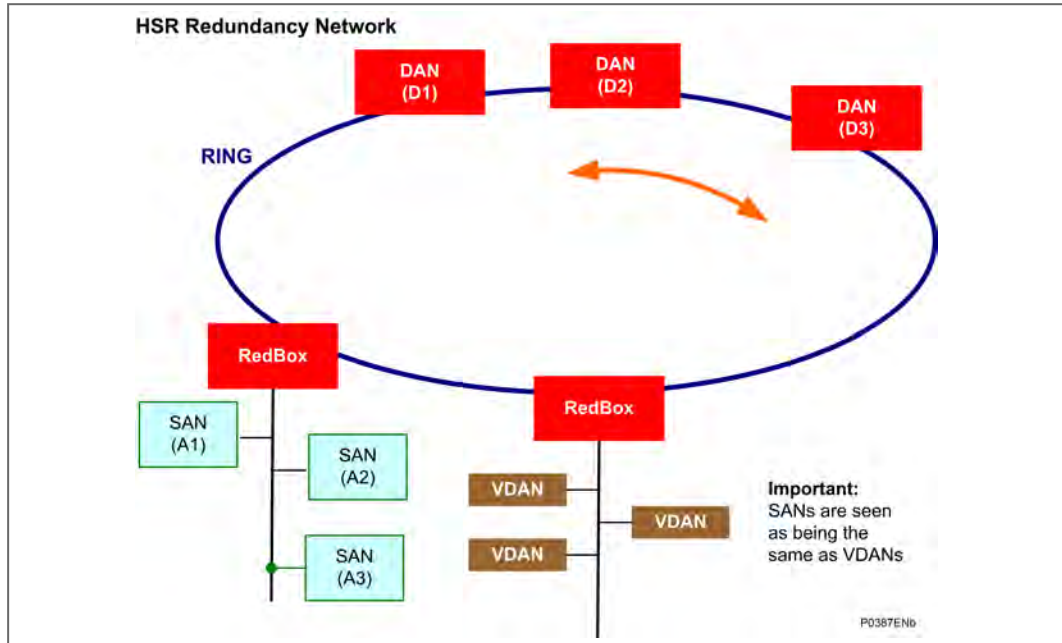 HSR Redundancy Network
DAN
(D1)
DAN
(D2)
DAN
(D3)
RING
RedBox
RedBox
SAN
(A1)
SAN
(A2)
SAN
(A3)
VDAN
VDAN
VDAN
Important:
SANs are seen
as being the
same as VDANs
P0387ENb